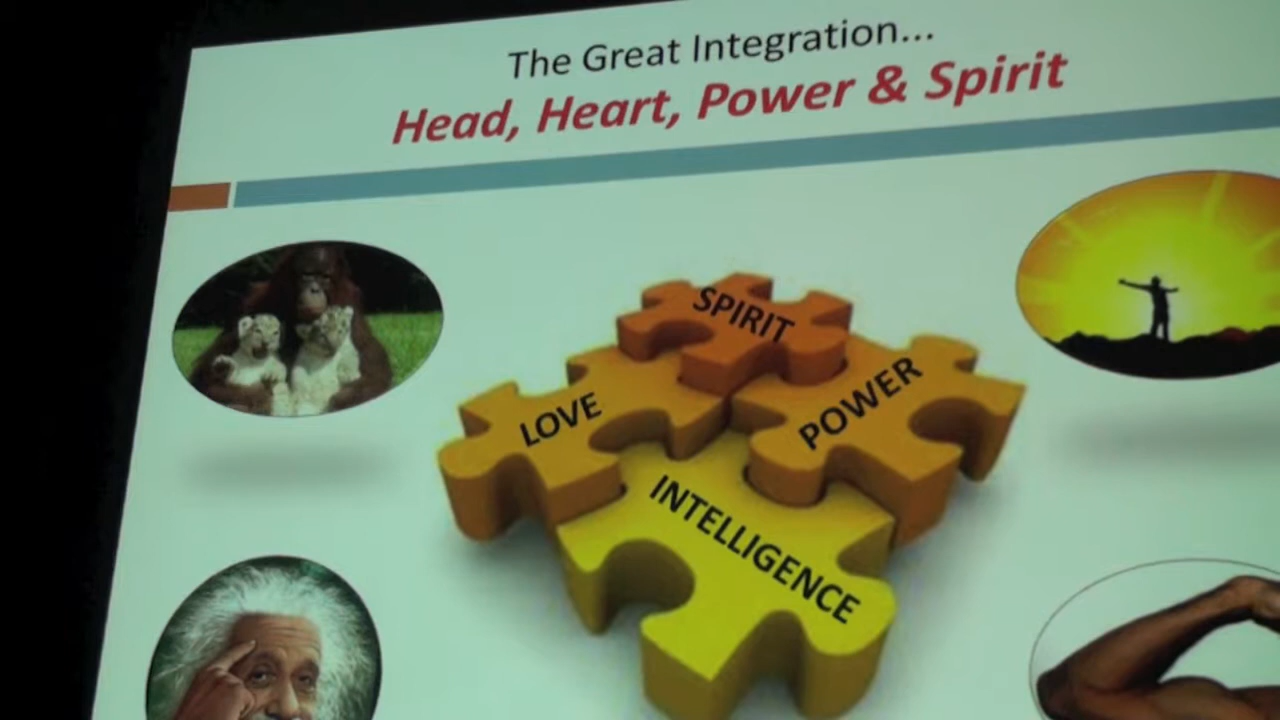 The Great Integration...
Head, Heart, Power & Spirit
SPIRIT
LOVE
POWER
INTELLIGENCE